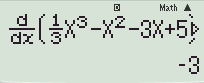 Math ▲
d/dx(1/3X³-X²-3X+5)▶
-3